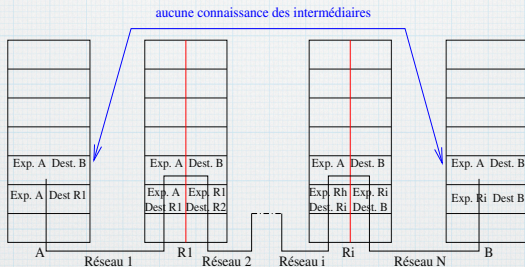 aucune connaissance des intermédiaires
Exp. A Dest. B
Exp. A Dest. B
Exp. A Dest. B
Exp. A Dest. B
Exp. A Dest R1
Exp. A Exp. R1
Dest R1 Dest. R2
Exp. Rh Exp. Ri
Dest. Ri Dest. B
Exp. Ri Dest B
A R1 Ri B
Réseau 1 Réseau 2 Réseau i Réseau N